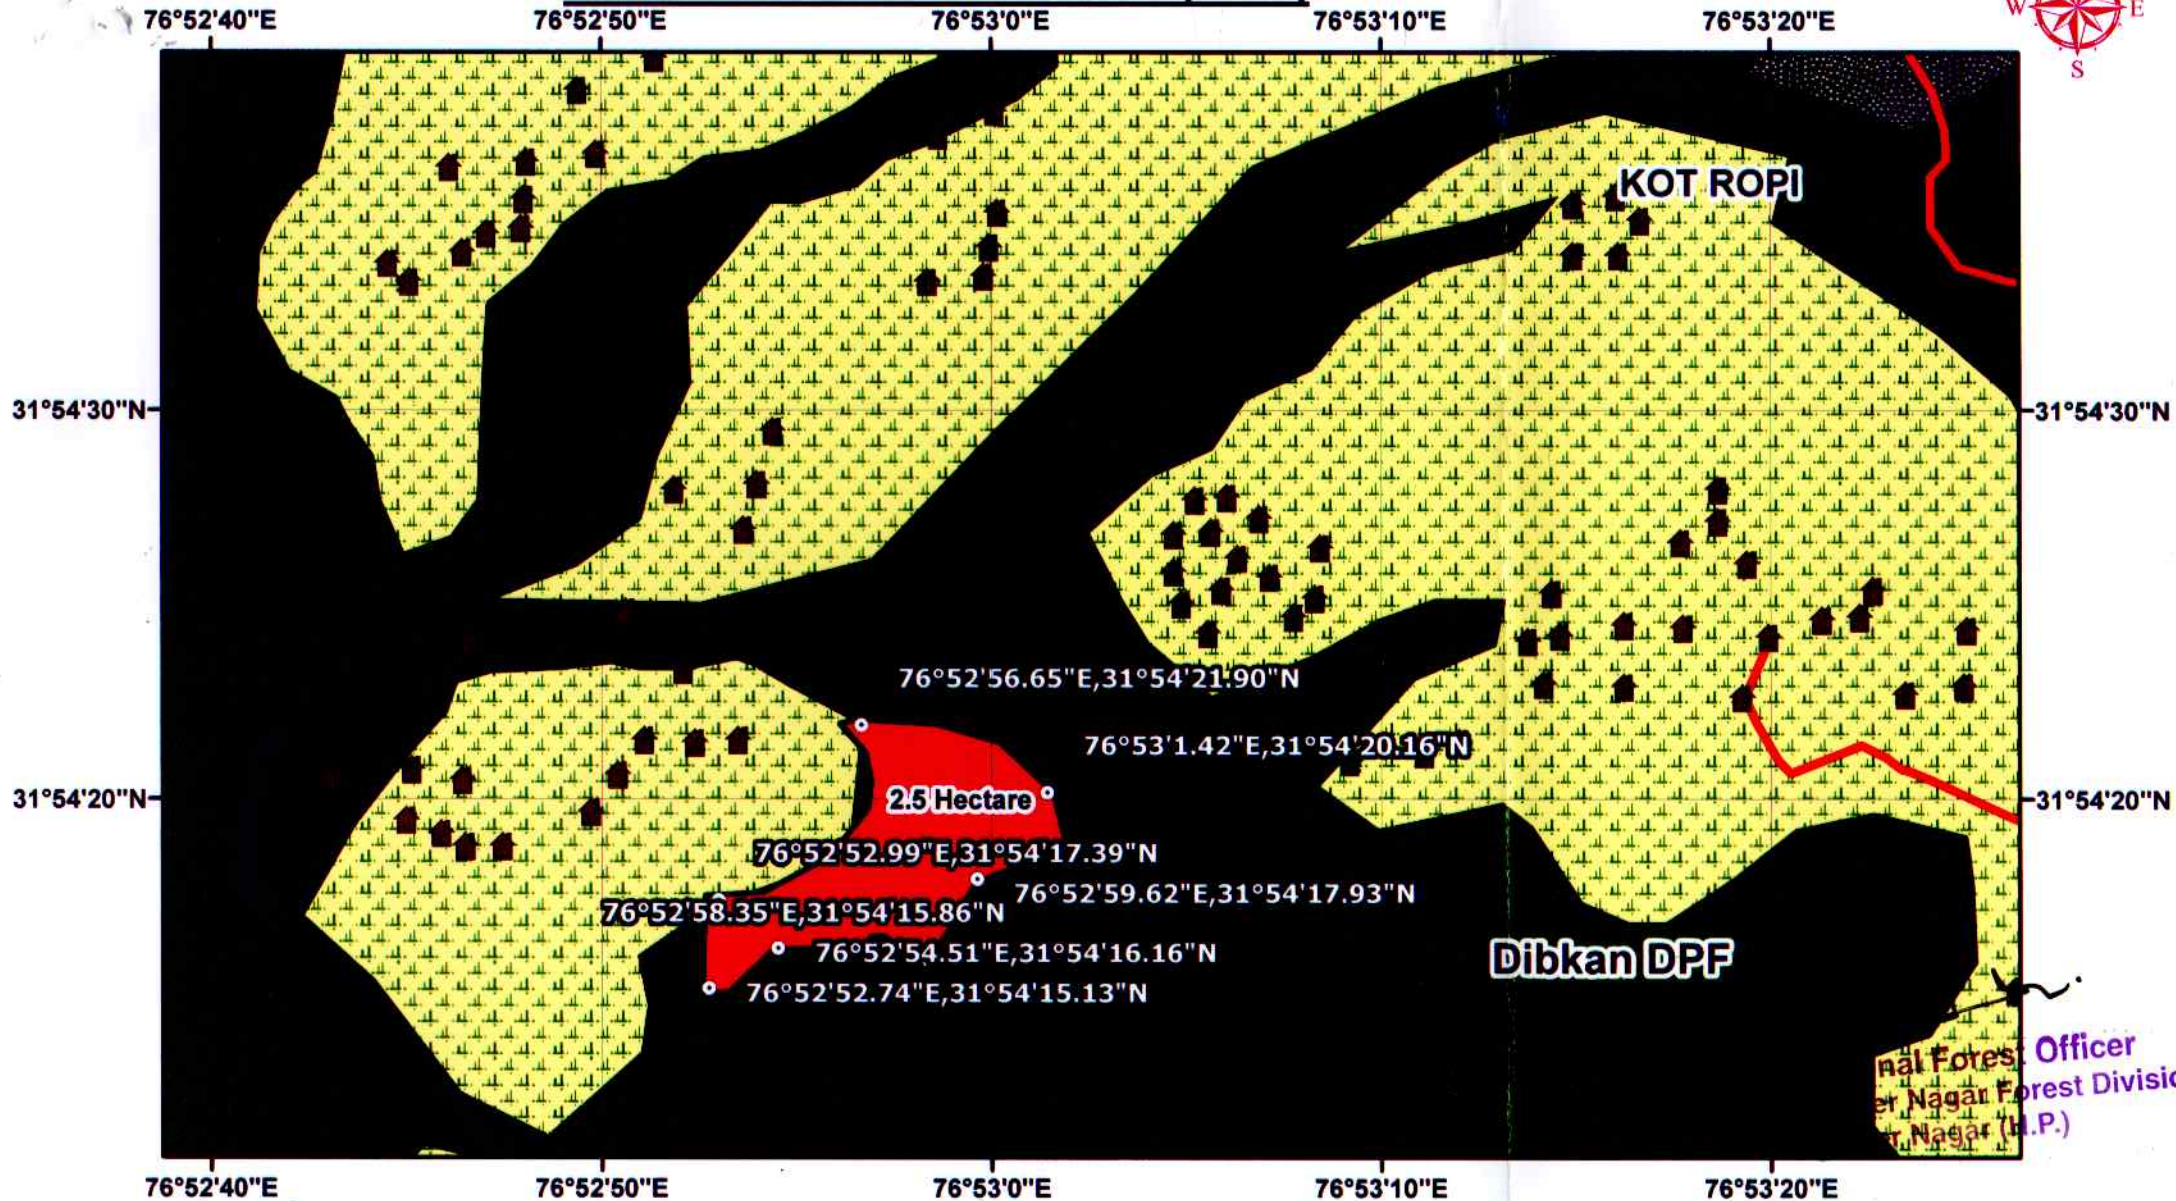 76°52'40"E 76°52'50"E 76°53'0"E 76°53'10"E 76°53'20"E
W E
S
KOT ROPI
31°54'30"N 31°54'30"N
76°52'56.65"E,31°54'21.90"N
76°53'1.42"E,31°54'20.16"N
31°54'20"N 2.5 Hectare 31°54'20"N
76°52'52.99"E,31°54'17.39"N
76°52'59.62"E,31°54'17.93"N
76°52'58.35"E,31°54'15.86"N
76°52'54.51"E,31°54'16.16"N
Dibkan DPF
76°52'52.74"E,31°54'15.13"N
nal Forest Officer
er Nagar Forest Divisio
r Nagar (H.P.)
76°52'40"E 76°52'50"E 76°53'0"E 76°53'10"E 76°53'20"E